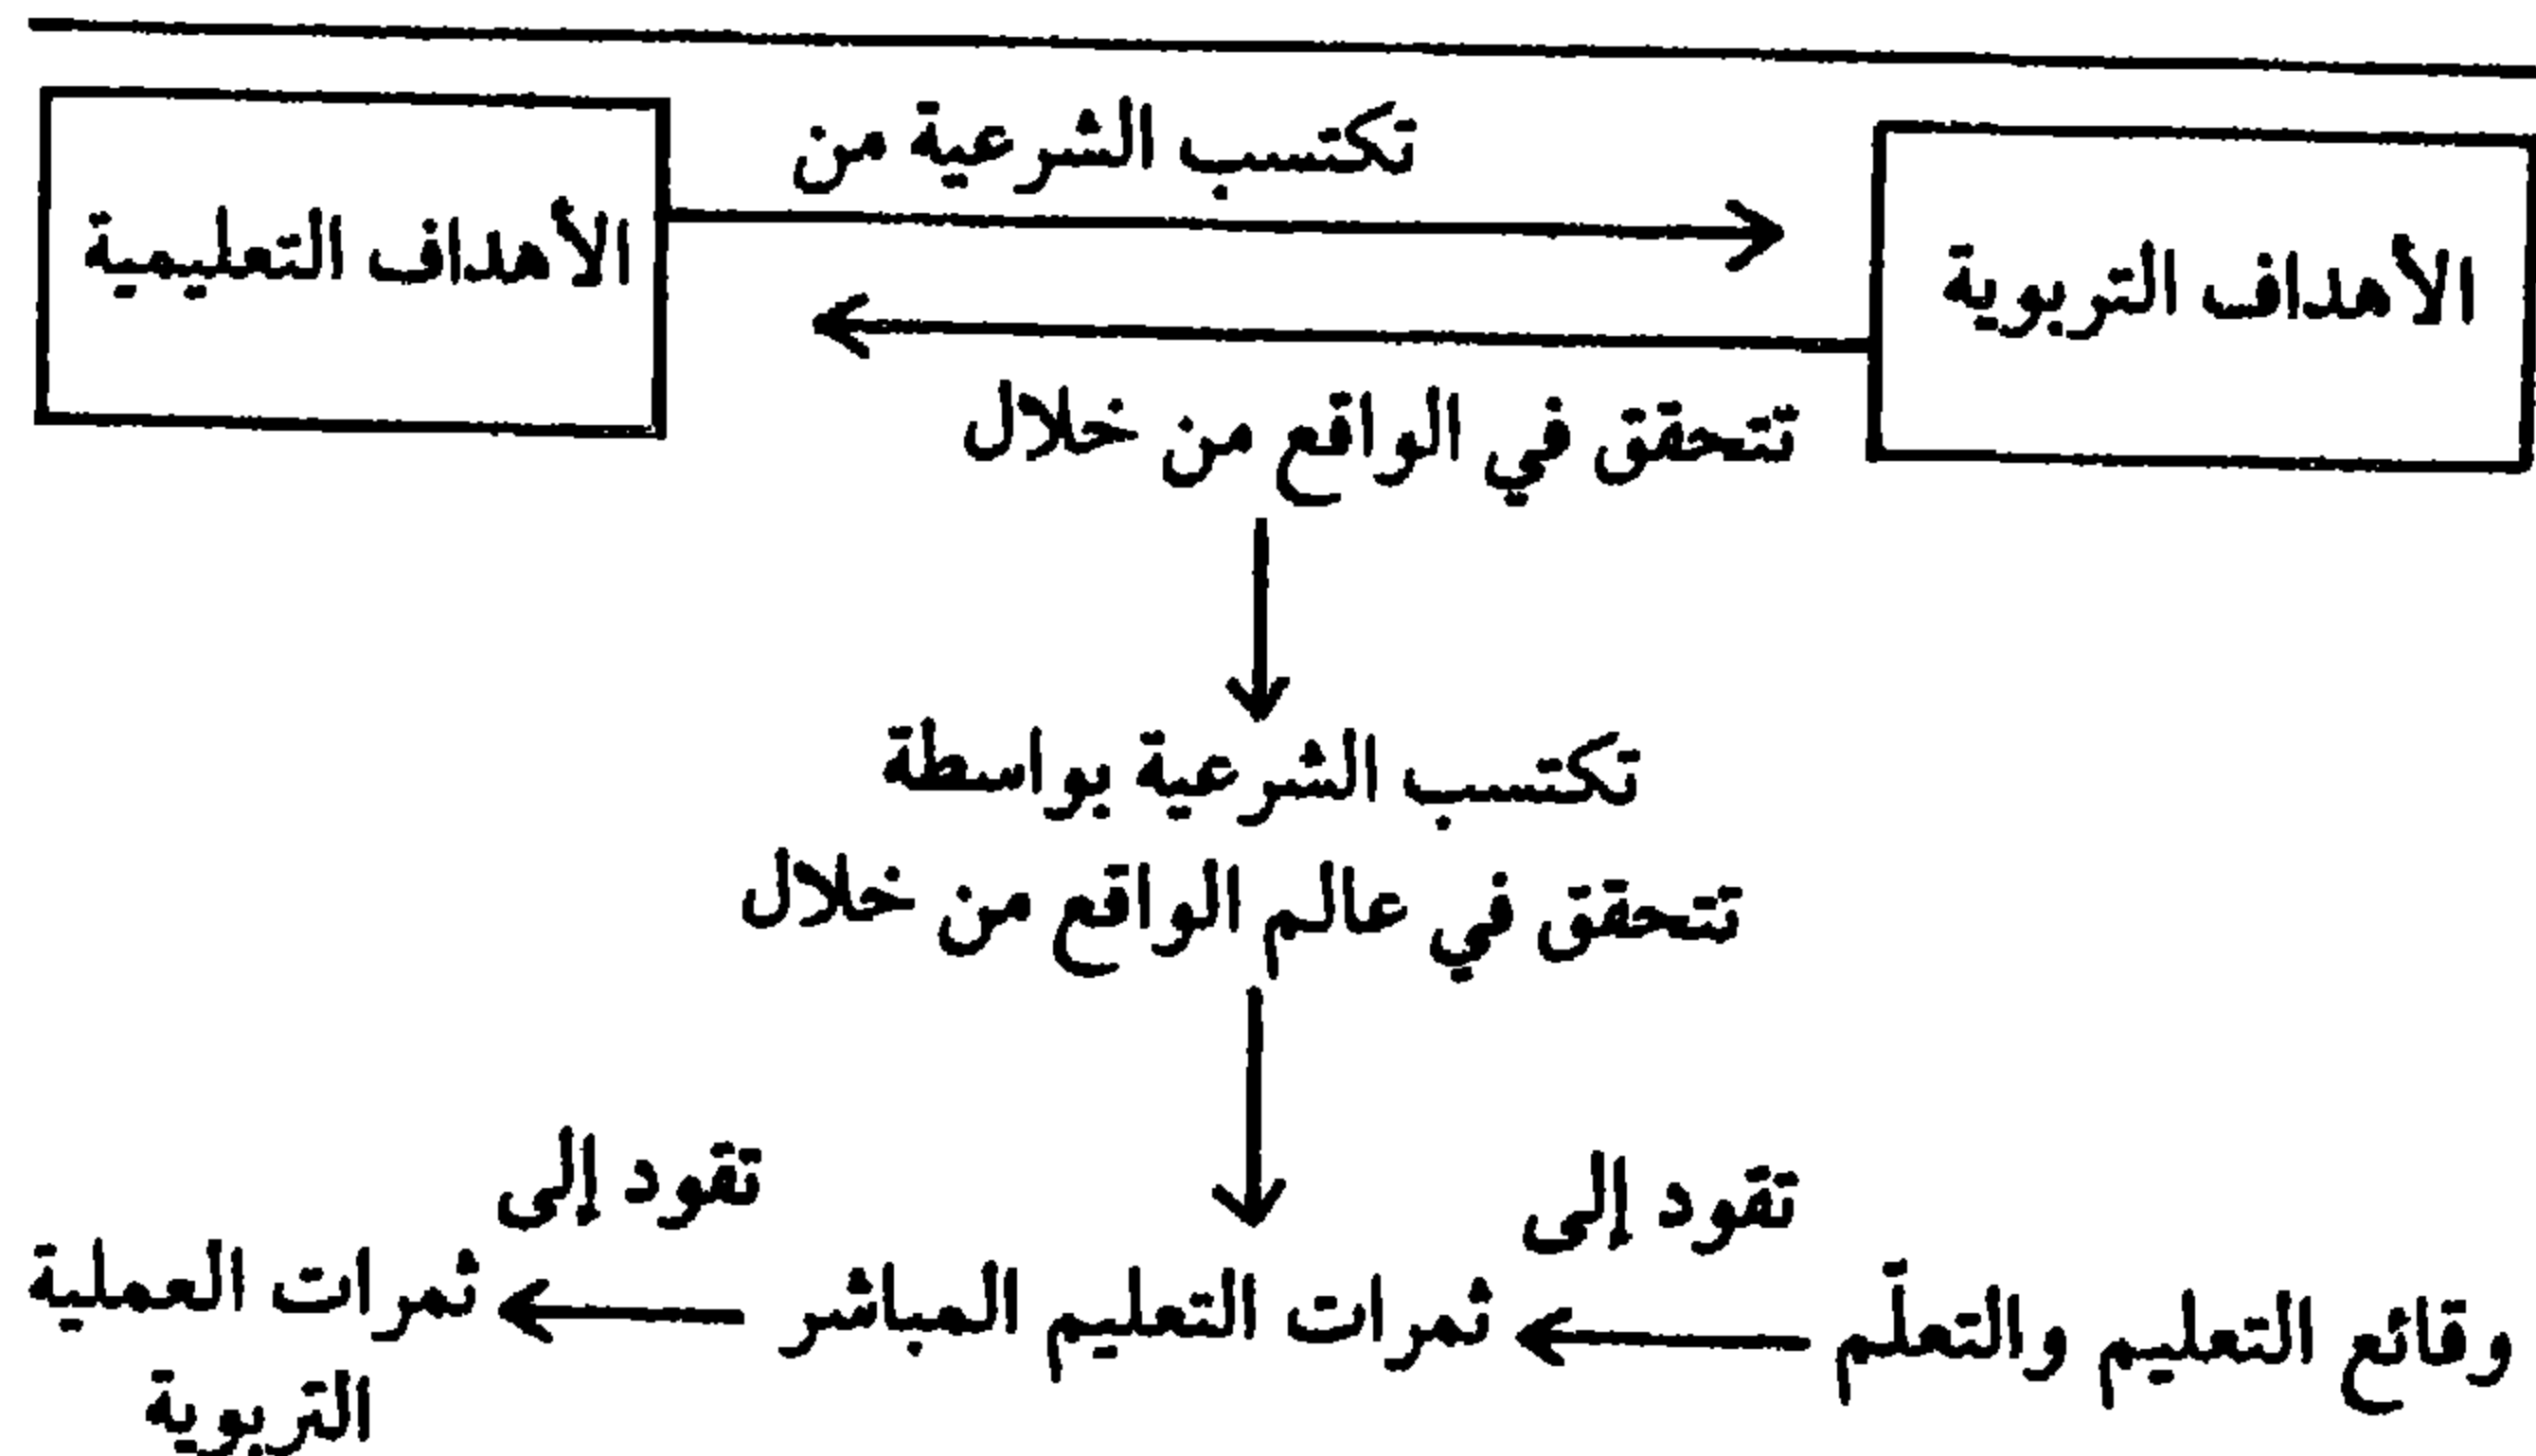 تكتسب الشرعية من
الأهداف التربوية
الأهداف التعليمية
تتحقق في الواقع من خلال
تكتسب الشرعية بواسطة
تتحقق في عالم الواقع من خلال
تقود إلى
تقود إلى
وقائع التعليم والتعلّم
ثمرات التعليم المباشر
ثمرات العملية
التربوية